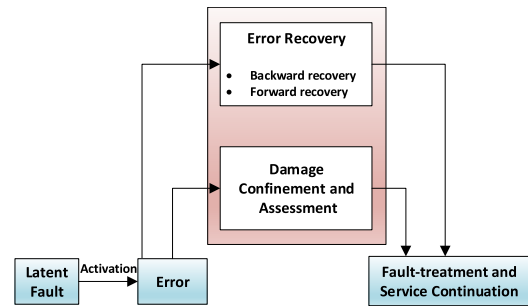 Error Recovery
• Backward recovery
• Forward recovery
Damage
Confinement and
Assessment
Latent
Fault
Activation
Error
Fault-treatment and
Service Continuation